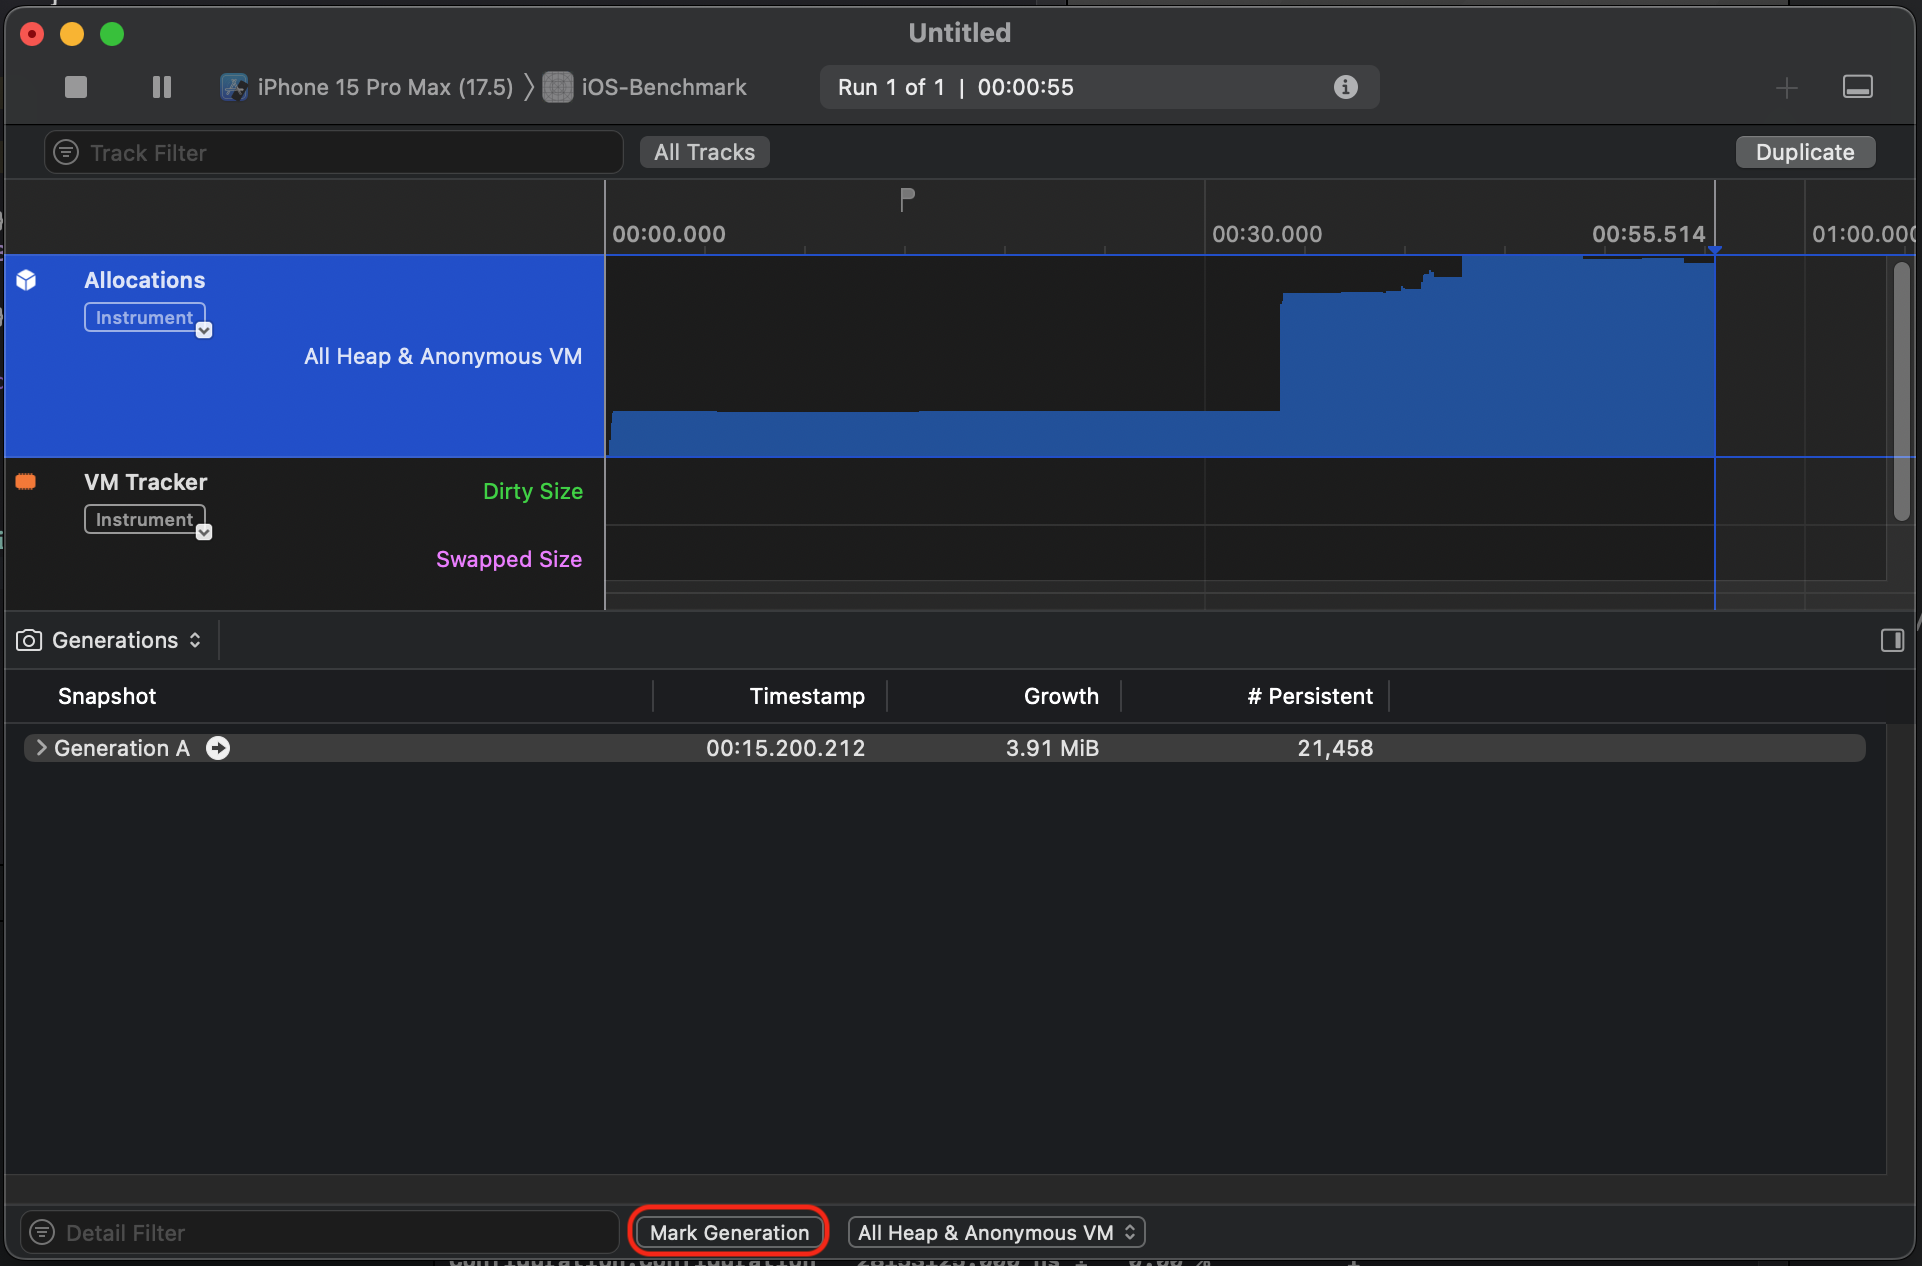 Untitled
iPhone 15 Pro Max (17.5) 〉 iOS-Benchmark
Run 1 of 1 | 00:00:55
Track Filter
All Tracks
Duplicate
00:00.000 00:30.000 00:55.514 01:00.000
Allocations
Instrument
All Heap & Anonymous VM
VM Tracker
Dirty Size
Instrument
Swapped Size
Generations
Snapshot Timestamp Growth # Persistent
Generation A 00:15.200.212 3.91 MiB 21,458
Detail Filter
Mark Generation
All Heap & Anonymous VM